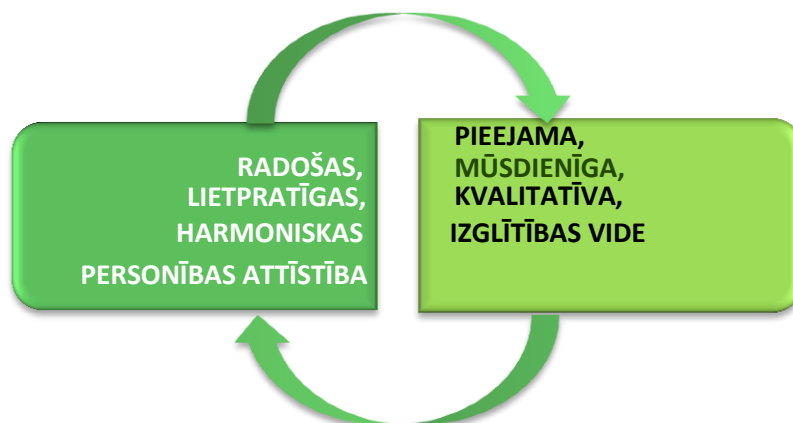 RADOŠAS,
LIETPRATĪGAS,
HARMONISKAS
PERSONĪBAS ATTĪSTĪBA
PIEEJAMA,
MŪSDIENĪGA,
KVALITATĪVA,
IZGLĪTĪBAS VIDE